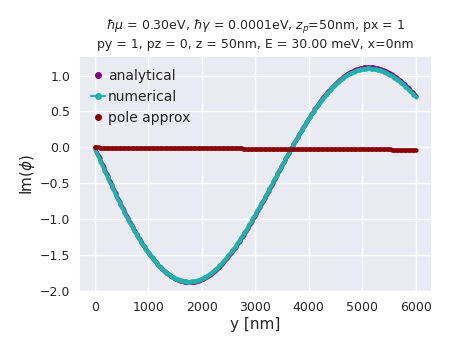 ℏμ = 0.30eV, ℏγ = 0.0001eV, zₚ=50nm, px = 1
py = 1, pz = 0, z = 50nm, E = 30.00 meV, x=0nm
analytical
numerical
pole approx
1.0
0.5
0.0
−0.5
−1.0
−1.5
−2.0
Im(ϕ)
0 1000 2000 3000 4000 5000 6000
y [nm]